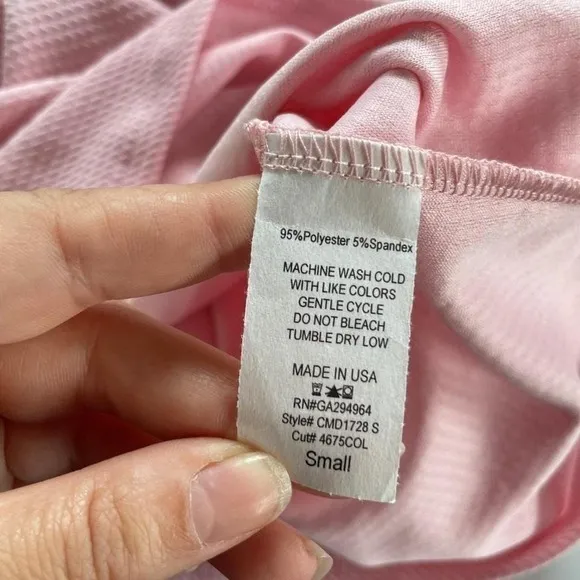 95%Polyester 5%Spandex
MACHINE WASH COLD
WITH LIKE COLORS
GENTLE CYCLE
DO NOT BLEACH
TUMBLE DRY LOW
MADE IN USA
RN#GA294964
Style# CMD1728 S
Cut# 4675COL
Small